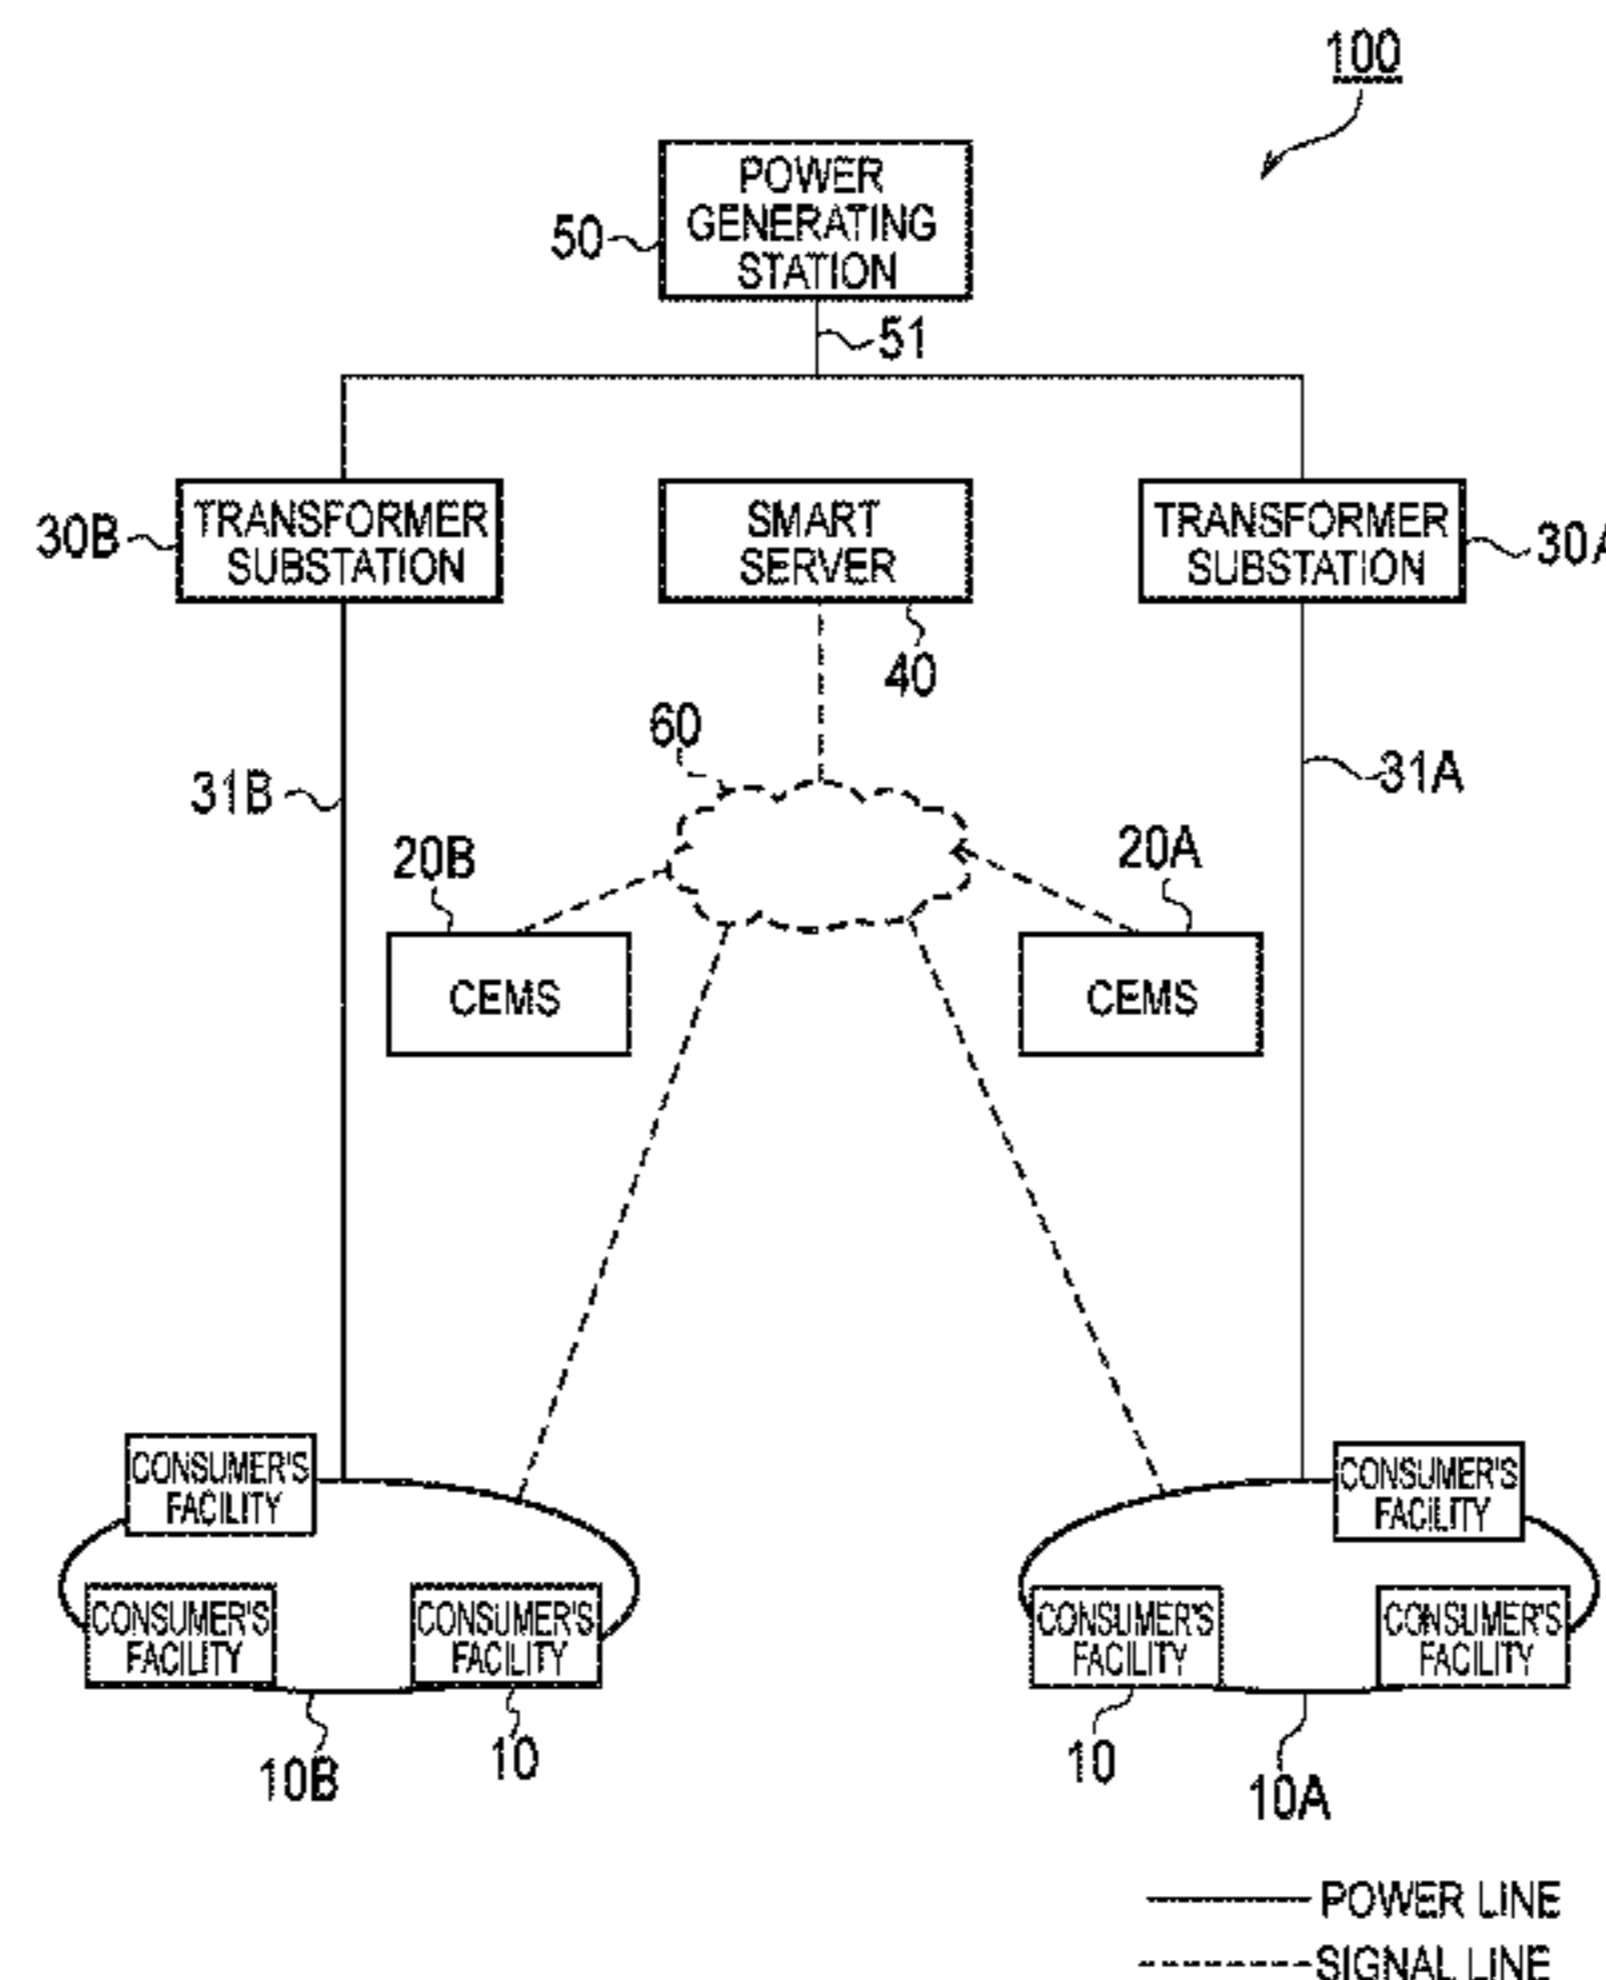 100
POWER
GENERATING
STATION
50
51
30B
TRANSFORMER
SUBSTATION
SMART
SERVER
TRANSFORMER
SUBSTATION
30A
40
60
31B
31A
20B
20A
CEMS
CEMS
CONSUMER'S
FACILITY
CONSUMER'S
FACILITY
CONSUMER'S
FACILITY
CONSUMER'S
FACILITY
CONSUMER'S
FACILITY
CONSUMER'S
FACILITY
10B
10
10
10A
POWER LINE
SIGNAL LINE